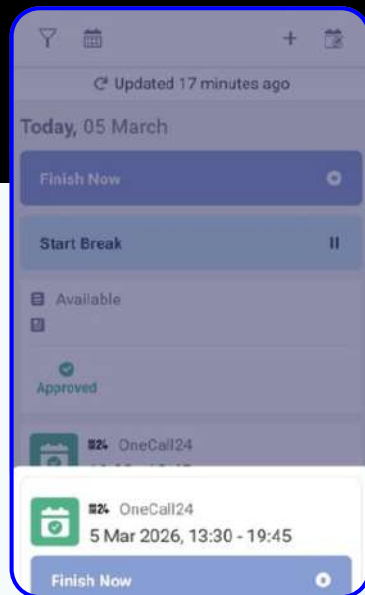 Updated 17 minutes ago
Today, 05 March
Finish Now
Start Break
Available
Approved
OneCall24
OneCall24
5 Mar 2026, 13:30 - 19:45
Finish Now